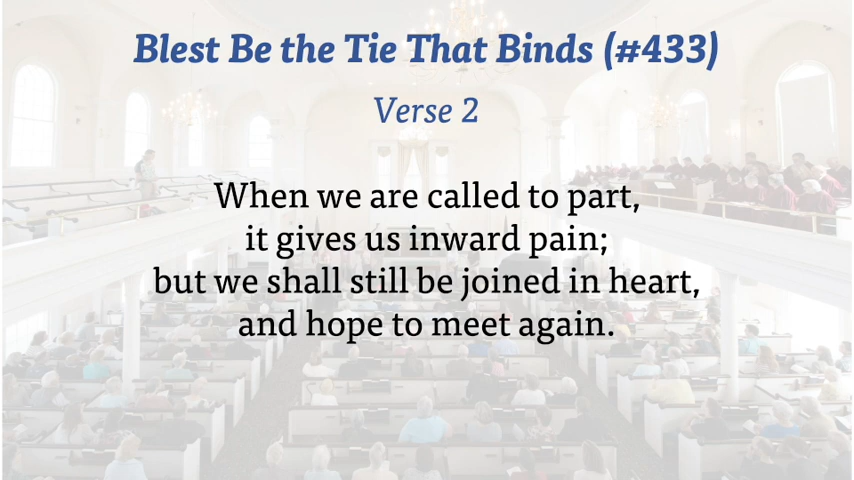 Blest Be the Tie That Binds (#433)
Verse 2
When we are called to part,
it gives us inward pain;
but we shall still be joined in heart,
and hope to meet again.